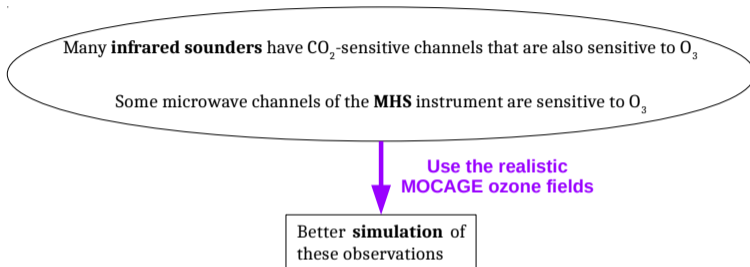 Many infrared sounders have CO₂-sensitive channels that are also sensitive to O₃
Some microwave channels of the MHS instrument are sensitive to O₃
Use the realistic
MOCAGE ozone fields
Better simulation of
these observations